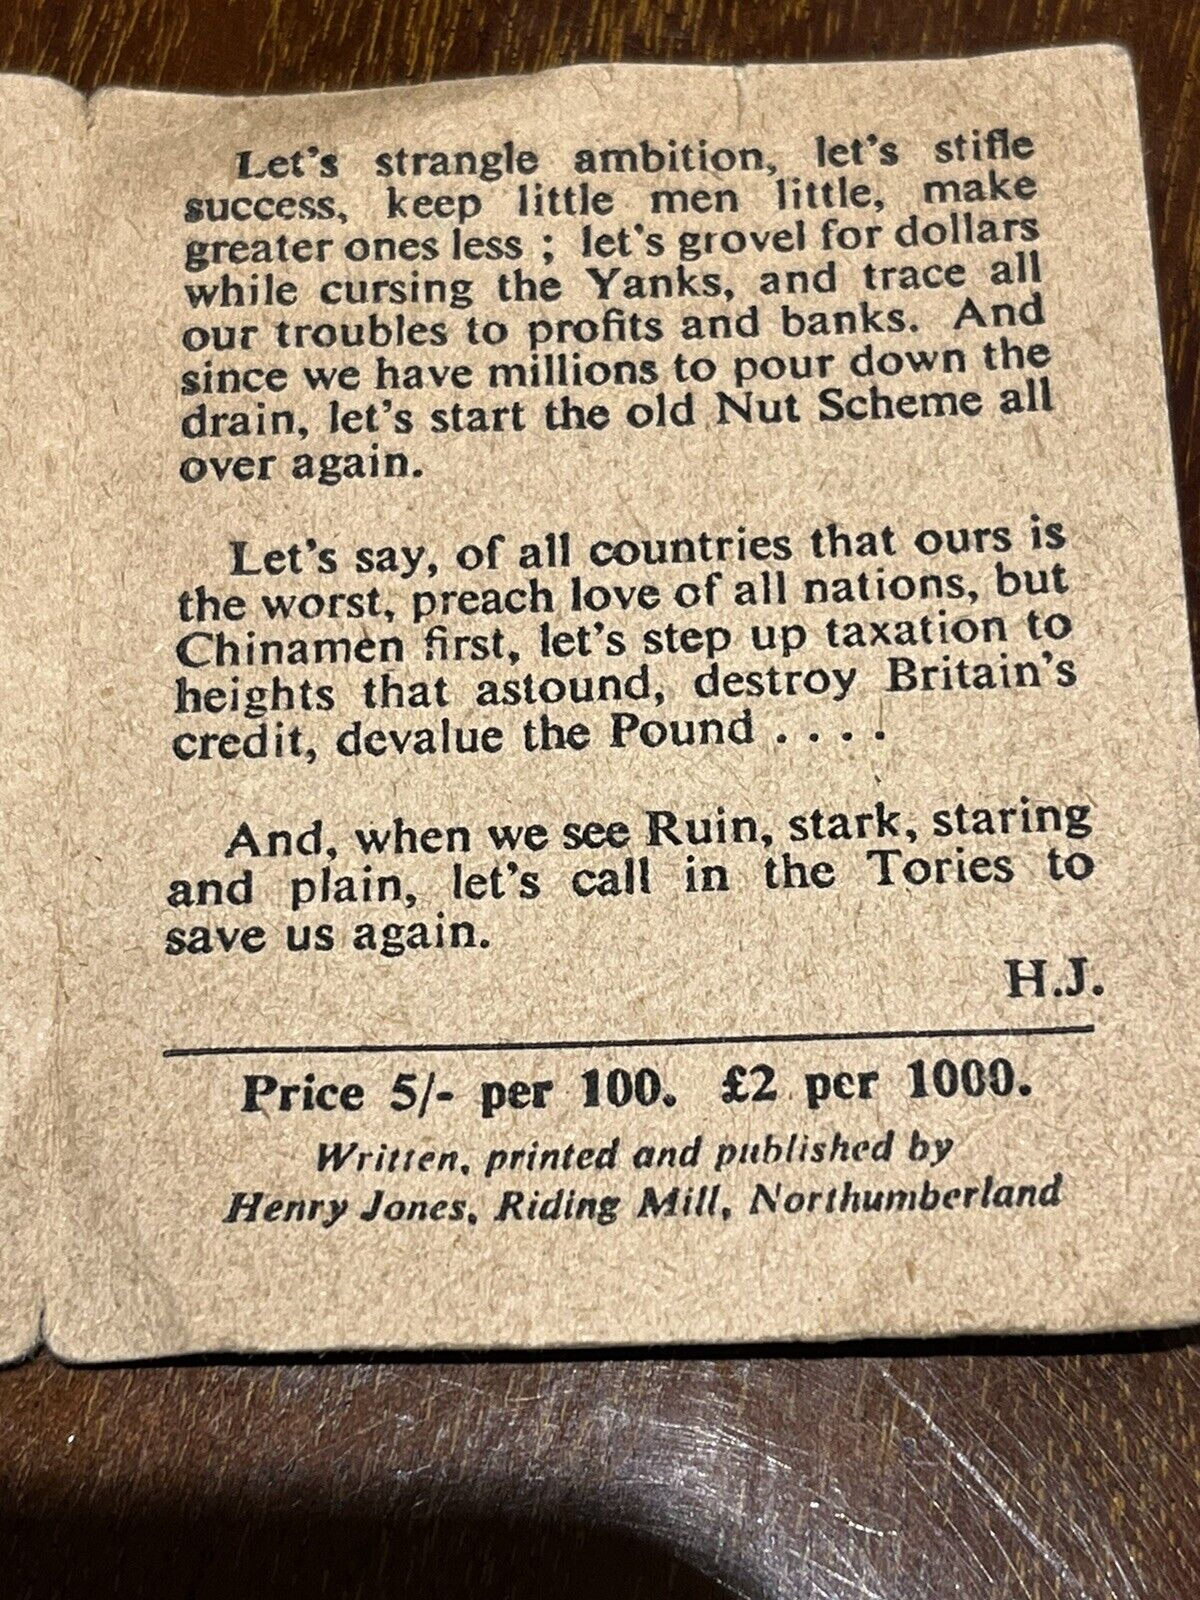 Let's strangle ambition, let's stifle
success, keep little men little, make
greater ones less ; let's grovel for dollars
while cursing the Yanks, and trace all
our troubles to profits and banks. And
since we have millions to pour down the
drain, let's start the old Nut Scheme all
over again.
Let's say, of all countries that ours is
the worst, preach love of all nations, but
Chinamen first, let's step up taxation to
heights that astound, destroy Britain's
credit, devalue the Pound . . . .
And, when we see Ruin, stark, staring
and plain, let's call in the Tories to
save us again.
H.J.
Price 5/- per 100. £2 per 1000.
Written, printed and published by
Henry Jones, Riding Mill, Northumberland